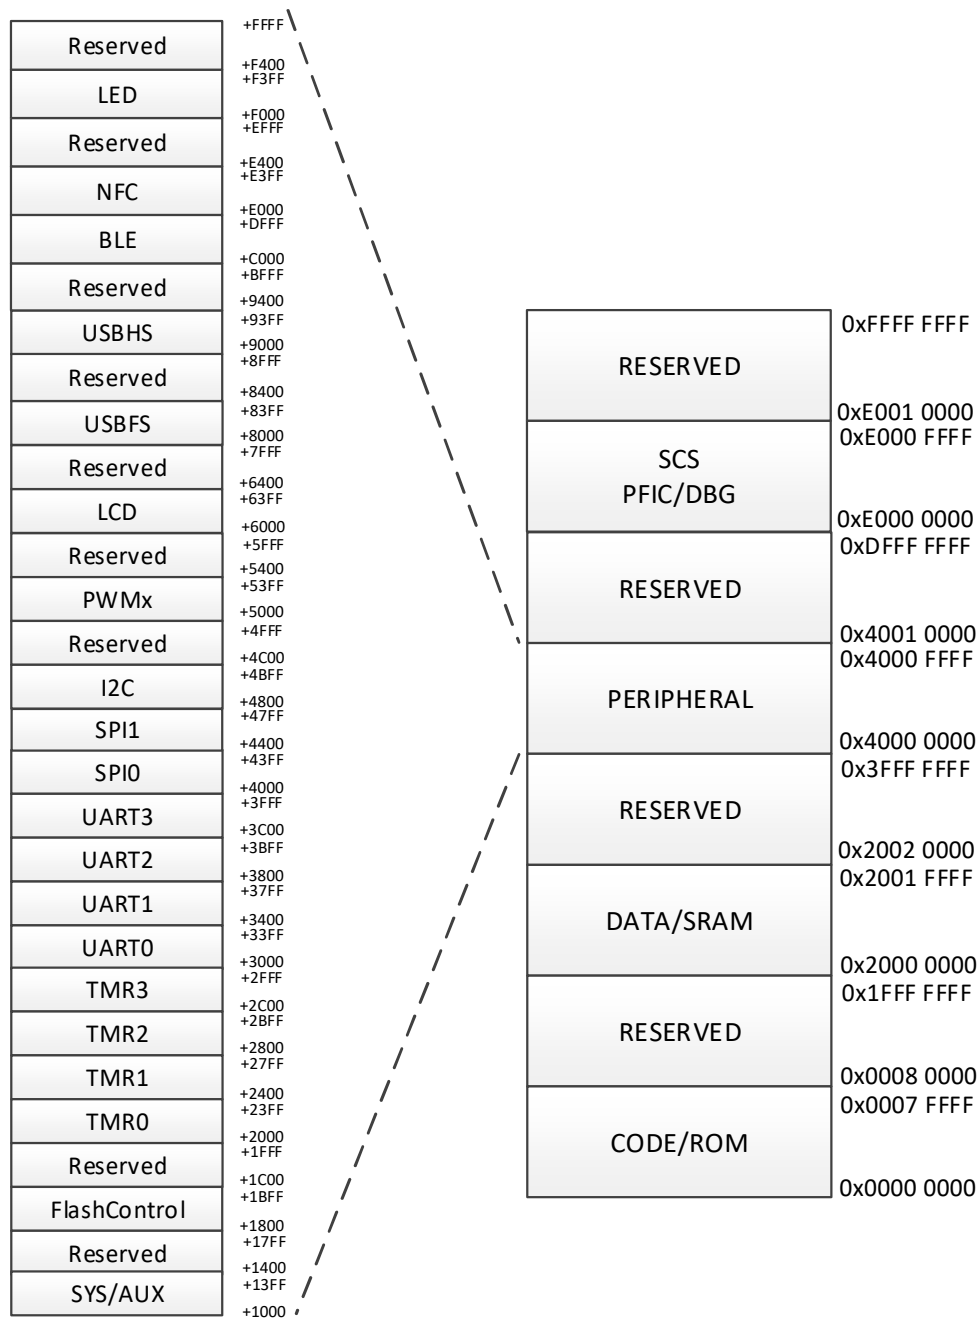 Reserved
+FFFF
+F400
LED
+F3FF
+F000
Reserved
+EFFF
+E400
NFC
+E3FF
+E000
BLE
+DFFF
+C000
Reserved
+BFFF
+9400
USBHS
+93FF
+9000
Reserved
+8FFF
+8400
USBFS
+83FF
+8000
Reserved
+7FFF
+6400
LCD
+63FF
+6000
Reserved
+5FFF
+5400
PWMx
+53FF
+5000
Reserved
+4FFF
+4C00
I2C
+4BFF
+4800
SPI1
+47FF
+4400
SPI0
+43FF
+4000
UART3
+3FFF
+3C00
UART2
+3BFF
+3800
UART1
+37FF
+3400
UART0
+33FF
+3000
TMR3
+2FFF
+2C00
TMR2
+2BFF
+2800
TMR1
+27FF
+2400
TMR0
+23FF
+2000
Reserved
+1FFF
+1C00
FlashControl
+1BFF
+1800
Reserved
+17FF
+1400
SYS/AUX
+13FF
+1000
RESERVED
0xFFFF FFFF
0xE001 0000
SCS
PFIC/DBG
0xE000 FFFF
0xE000 0000
RESERVED
0xDFFF FFFF
0x4001 0000
PERIPHERAL
0x4000 FFFF
0x4000 0000
RESERVED
0x3FFF FFFF
0x2002 0000
DATA/SRAM
0x2001 FFFF
0x2000 0000
RESERVED
0x1FFF FFFF
0x0008 0000
CODE/ROM
0x0007 FFFF
0x0000 0000